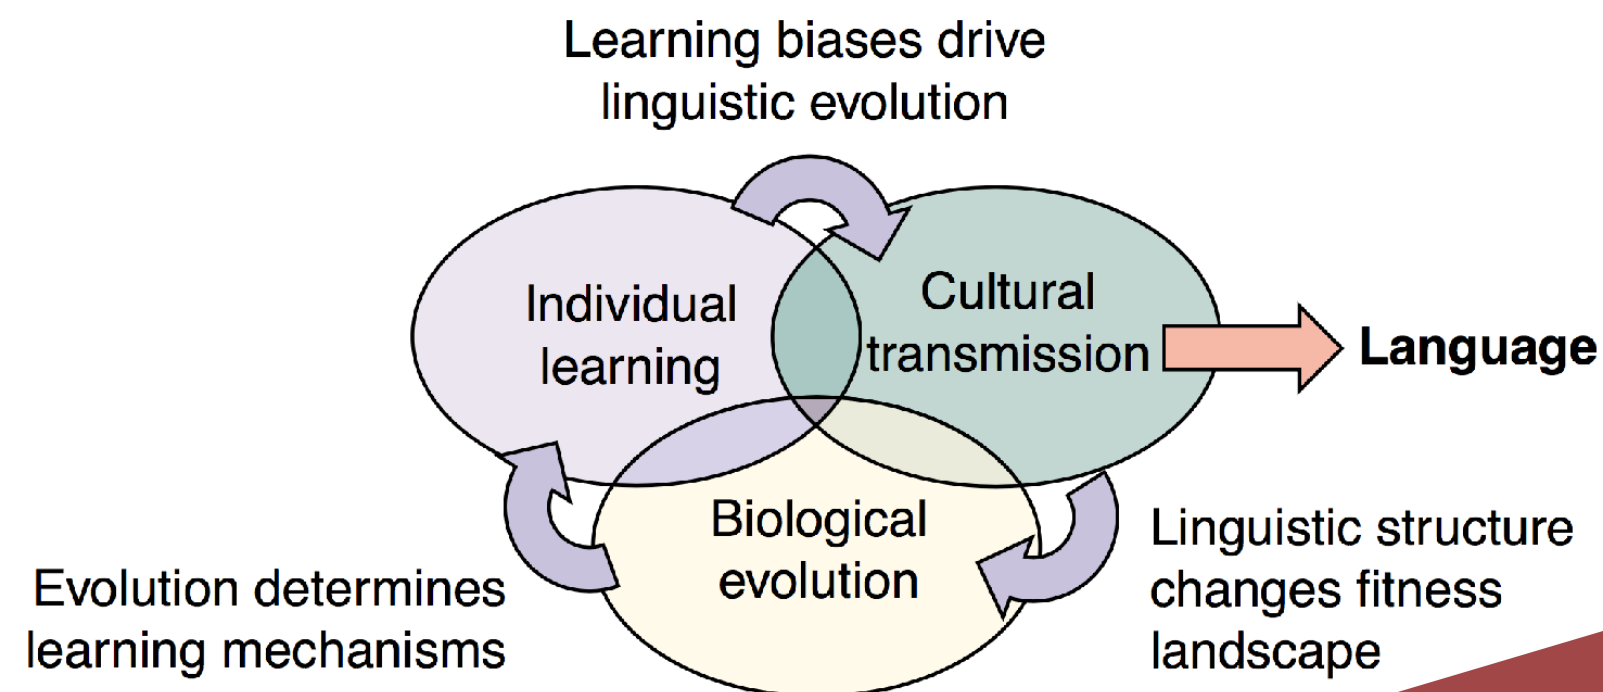 Learning biases drive
linguistic evolution
Individual
learning
Cultural
transmission
Language
Biological
evolution
Evolution determines
learning mechanisms
Linguistic structure
changes fitness
landscape